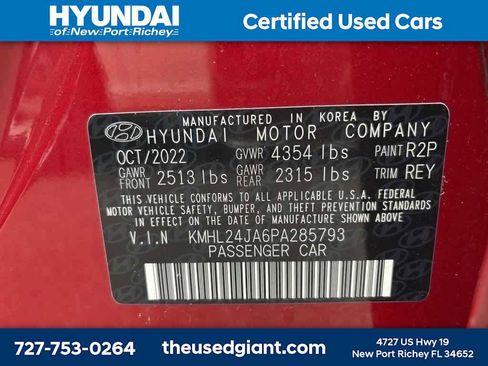 HYUNDAI
of New Port Richey
Certified Used Cars
MANUFACTURED IN KOREA BY
HYUNDAI MOTOR COMPANY
OCT/2022 GVWR 4354 lbs PAINT R2P
GAWR FRONT 2513 lbs GAWR REAR 2315 lbs TRIM REY
THIS VEHICLE CONFORMS TO ALL APPLICABLE U.S.A. FEDERAL
MOTOR VEHICLE SAFETY, BUMPER, AND THEFT PREVENTION STANDARDS
IN EFFECT ON THE DATE OF MANUFACTURE SHOWN ABOVE.
V.I.N KMHL24JA6PA285793
PASSENGER CAR
727-753-0264
theusedgiant.com
4727 US Hwy 19
New Port Richey FL 34652